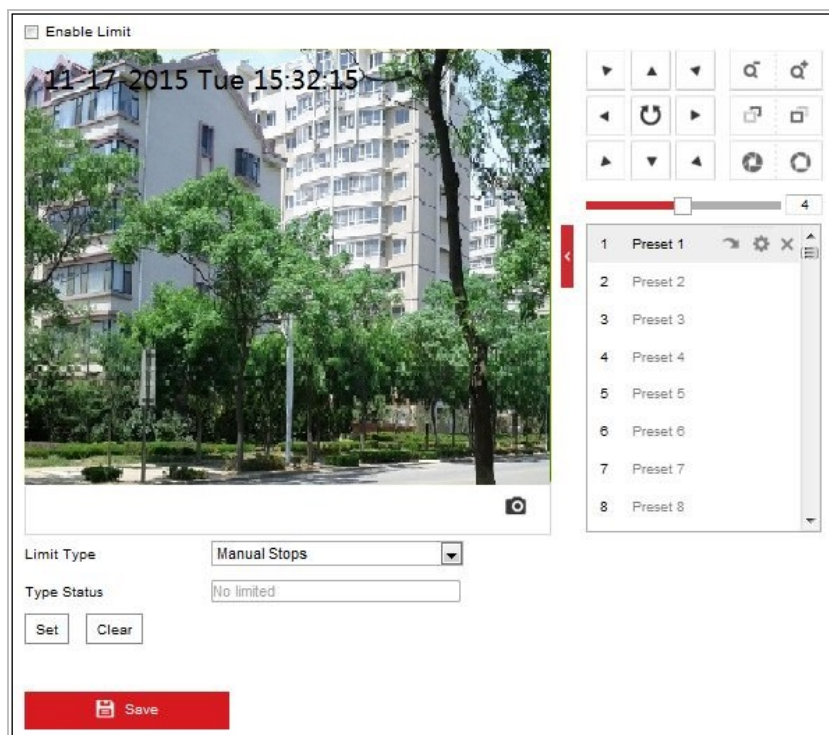 Enable Limit
11-17-2015 Tue 15:32:15
4
1 Preset 1
2 Preset 2
3 Preset 3
4 Preset 4
5 Preset 5
6 Preset 6
7 Preset 7
8 Preset 8
Limit Type Manual Stops
Type Status No limited
Set Clear
Save